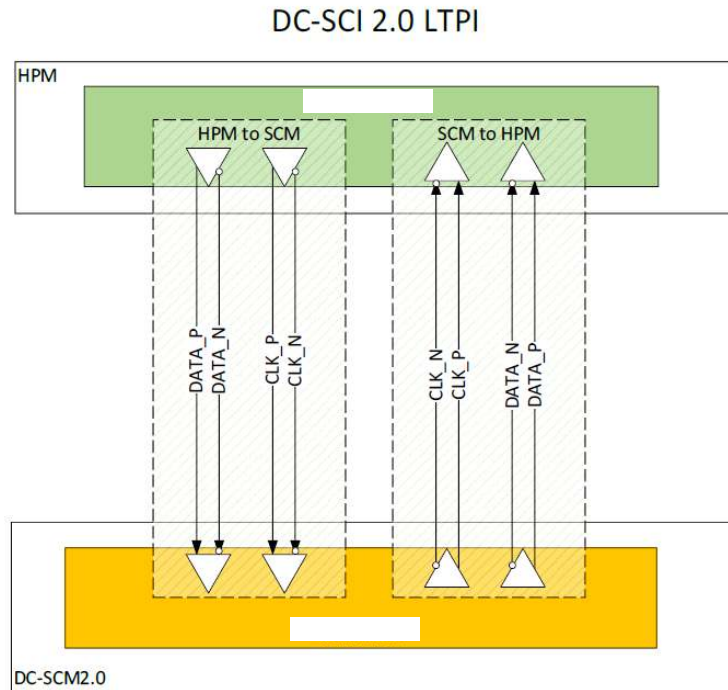 DC-SCI 2.0 LTPI
HPM
HPM to SCM
SCM to HPM
DATA_P
DATA_N
CLK_P
CLK_N
CLK_N
CLK_P
DATA_N
DATA_P
DC-SCM2.0